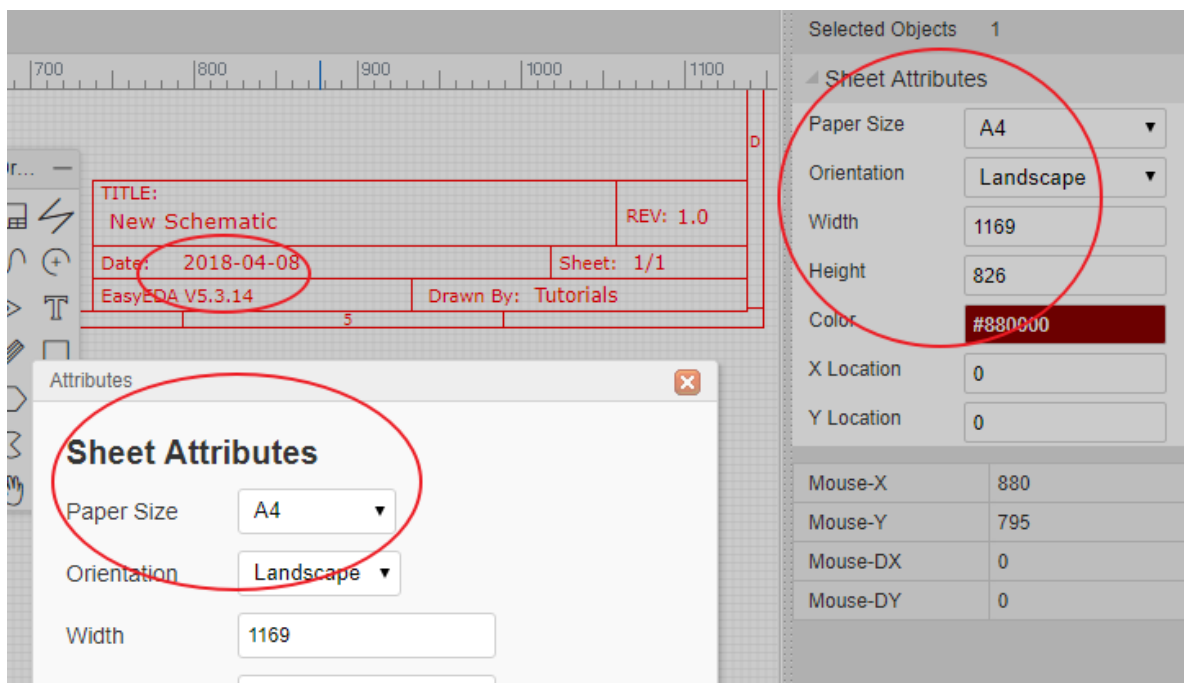 Selected Objects 1
700 800 900 1000 1100
Sheet Attributes
Paper Size A4
Orientation Landscape
Width 1169
Height 826
Color #880000
X Location 0
Y Location 0
Mouse-X 880
Mouse-Y 795
Mouse-DX 0
Mouse-DY 0
D
TITLE:
New Schematic
REV: 1.0
Date: 2018-04-08
Sheet: 1/1
EasyEDA V5.3.14
Drawn By: Tutorials
5
r...
T
Attributes
Sheet Attributes
Paper Size A4
Orientation Landscape
Width 1169